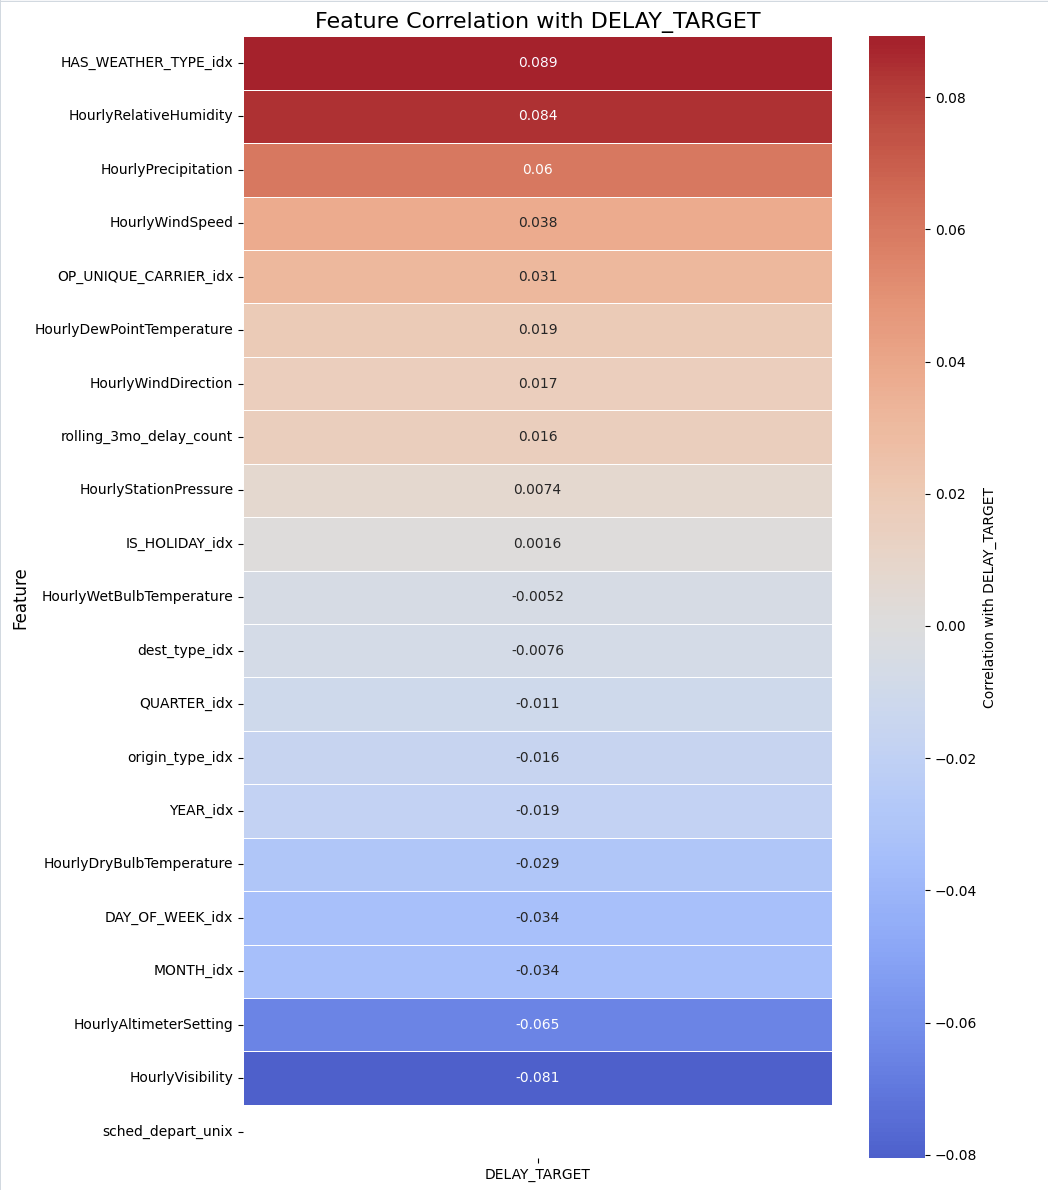 Feature Correlation with DELAY_TARGET
HAS_WEATHER_TYPE_idx 0.089
HourlyRelativeHumidity 0.084
HourlyPrecipitation 0.06
HourlyWindSpeed 0.038
OP_UNIQUE_CARRIER_idx 0.031
HourlyDewPointTemperature 0.019
HourlyWindDirection 0.017
rolling_3mo_delay_count 0.016
HourlyStationPressure 0.0074
IS_HOLIDAY_idx 0.0016
HourlyWetBulbTemperature -0.0052
dest_type_idx -0.0076
QUARTER_idx -0.011
origin_type_idx -0.016
YEAR_idx -0.019
HourlyDryBulbTemperature -0.029
DAY_OF_WEEK_idx -0.034
MONTH_idx -0.034
HourlyAltimeterSetting -0.065
HourlyVisibility -0.081
sched_depart_unix
DELAY_TARGET
Feature
0.08
0.06
0.04
0.02
0.00
−0.02
−0.04
−0.06
−0.08
Correlation with DELAY_TARGET